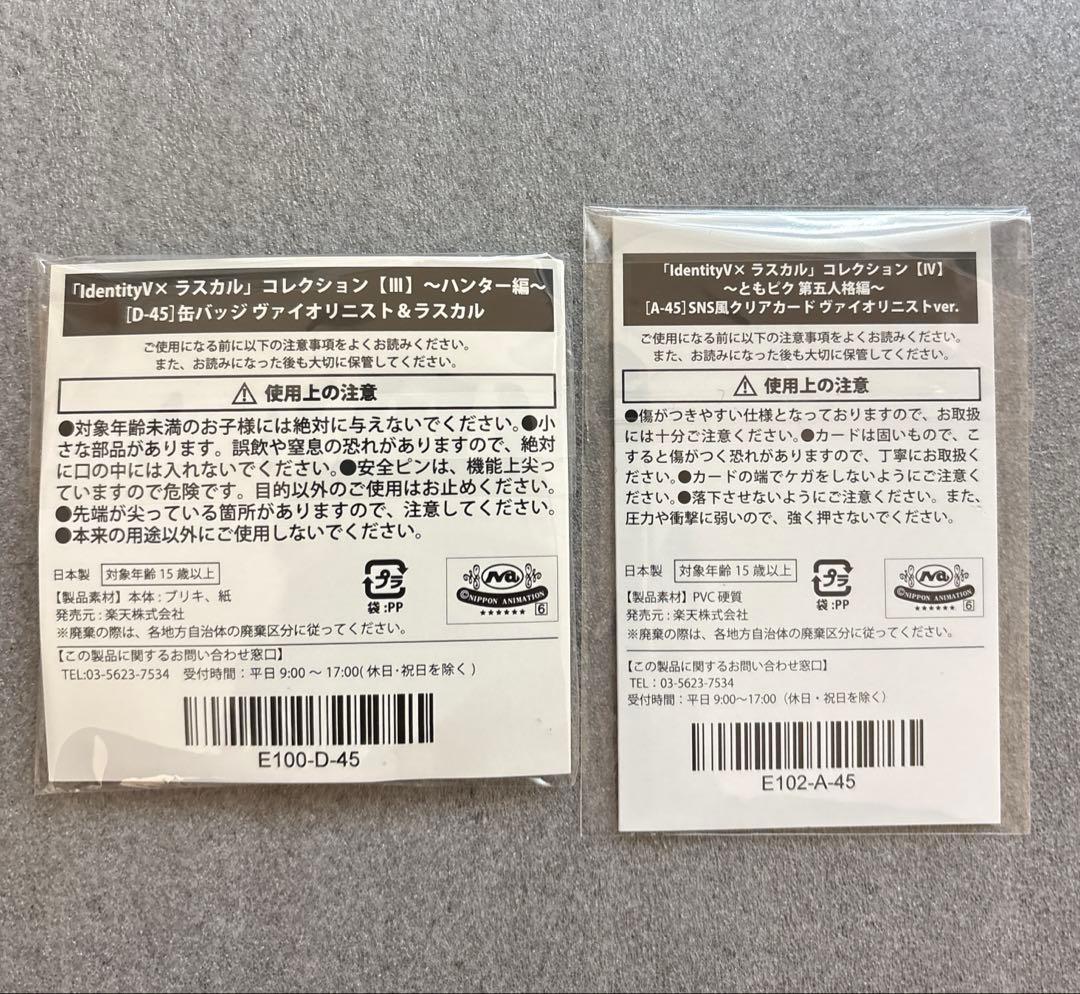 「IdentityV× ラスカル」コレクション【Ⅲ】～ハンター編～
[D-45]缶バッジ ヴァイオリニスト＆ラスカル
ご使用になる前に以下の注意事項をよくお読みください。
また、お読みになった後も大切に保管してください。
⚠ 使用上の注意
●対象年齢未満のお子様には絶対に与えないでください。●小
さな部品があります。誤飲や窒息の恐れがありますので、絶対
に口の中には入れないでください。●安全ピンは、機能上尖っ
ていますので危険です。目的以外のご使用はお止めください。
●先端が尖っている箇所がありますので、注意してください。
●本来の用途以外にご使用しないでください。
日本製 対象年齢 15 歳以上
【製品素材】本体：ブリキ、紙
発売元：楽天株式会社
※廃棄の際は、各地方自治体の廃棄区分に従ってください。
プラ
袋:PP
Na
©NIPPON ANIMATION
★★★★★★ 6
【この製品に関するお問い合わせ窓口】
TEL:03-5623-7534 受付時間：平日 9:00 ～ 17:00( 休日・祝日を除く )
E100-D-45
「IdentityV× ラスカル」コレクション【Ⅳ】
～ともピク 第五人格編～
[A-45]SNS風クリアカード ヴァイオリニストver.
ご使用になる前に以下の注意事項をよくお読みください。
また、お読みになった後も大切に保管してください。
⚠ 使用上の注意
●傷がつきやすい仕様となっておりますので、お取扱
には十分ご注意ください。●カードは固いもので、こ
すると傷がつく恐れがありますので、丁寧にお取扱く
ださい。●カードの端でケガをしないようにご注意く
ださい。●落下させないようにご注意ください。また、
圧力や衝撃に弱いので、強く押さないでください。
日本製 対象年齢 15 歳以上
【製品素材】PVC 硬質
発売元：楽天株式会社
※廃棄の際は、各地方自治体の廃棄区分に従ってください。
プラ
袋:PP
Na
©NIPPON ANIMATION
★★★★★★ 6
【この製品に関するお問い合わせ窓口】
TEL：03-5623-7534
受付時間：平日 9:00～17:00（休日・祝日を除く）
E102-A-45